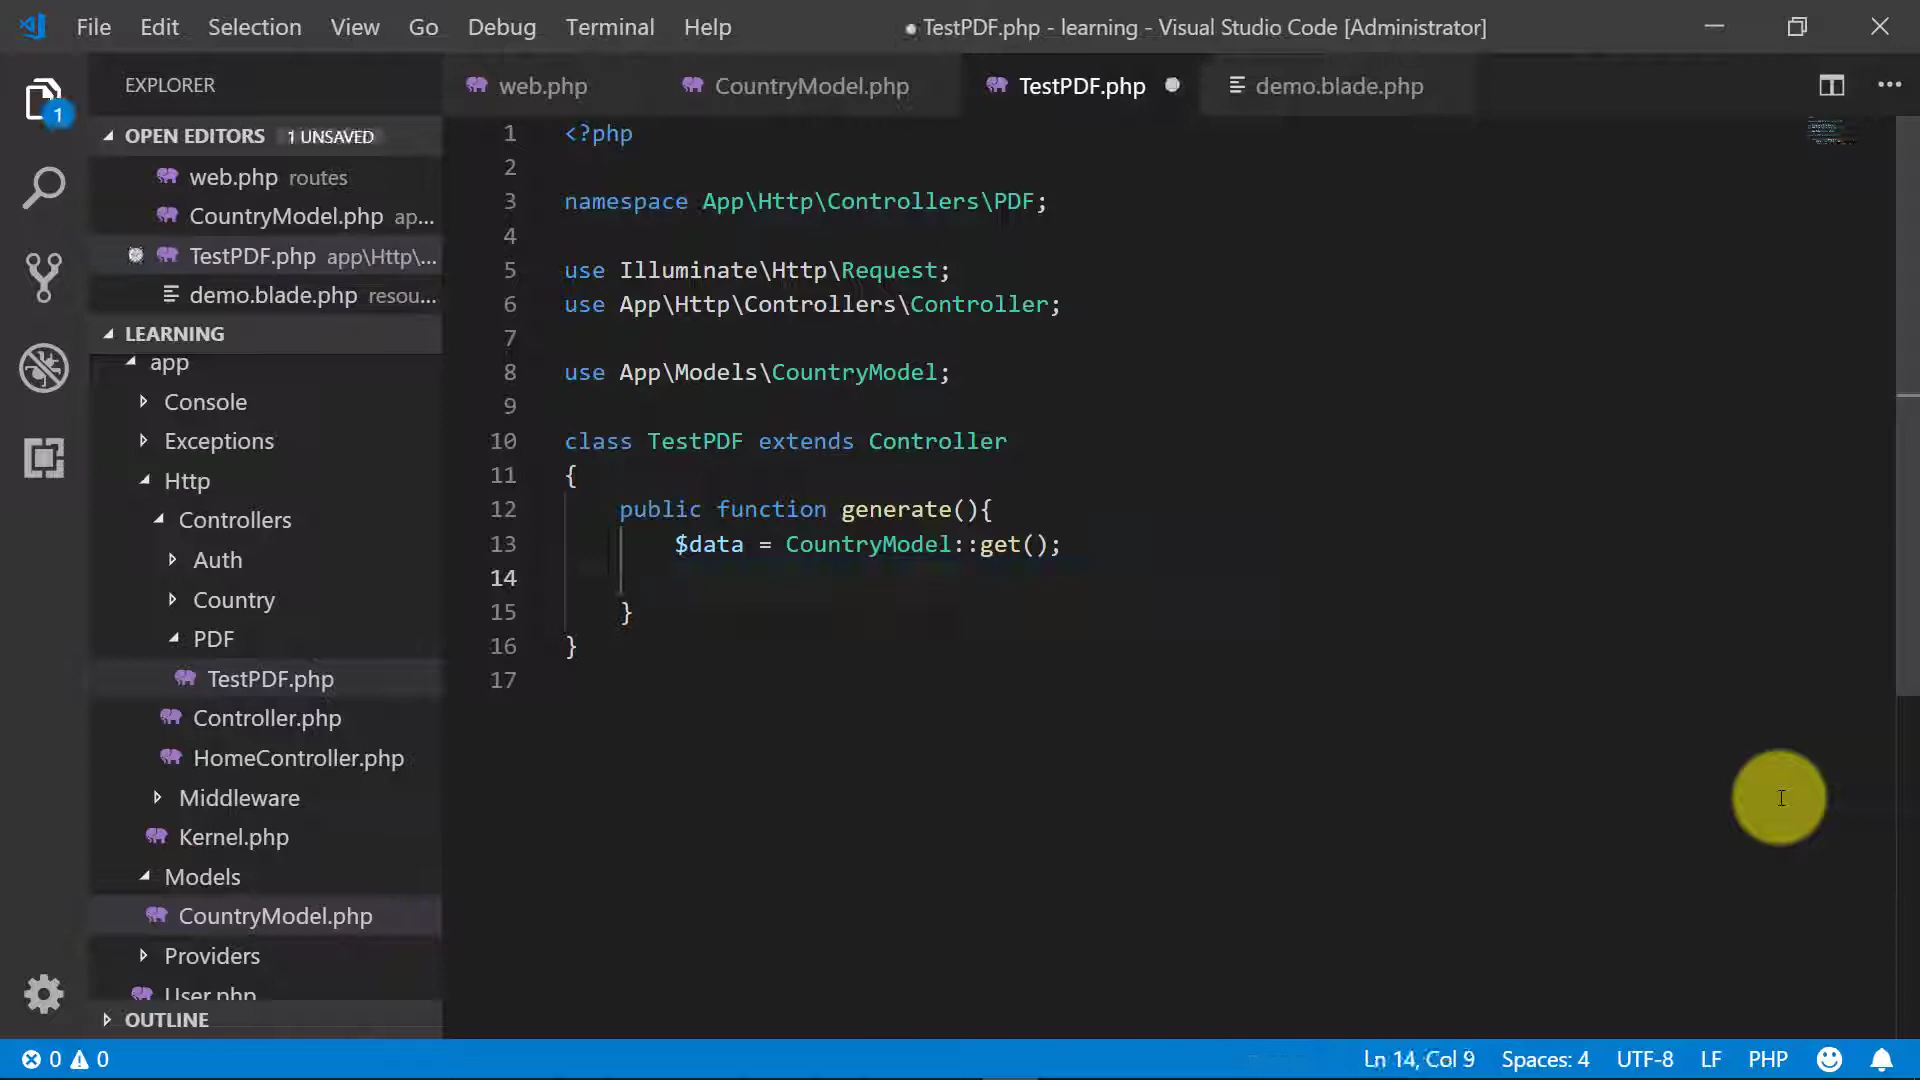 File Edit Selection View Go Debug Terminal Help
● TestPDF.php - learning - Visual Studio Code [Administrator]
1
EXPLORER
OPEN EDITORS 1 UNSAVED
web.php routes
CountryModel.php ap...
TestPDF.php app\Http\...
demo.blade.php resou...
LEARNING
app
Console
Exceptions
Http
Controllers
Auth
Country
PDF
TestPDF.php
Controller.php
HomeController.php
Middleware
Kernel.php
Models
CountryModel.php
Providers
User.php
OUTLINE
web.php CountryModel.php TestPDF.php demo.blade.php
1 <?php
2
3 namespace App\Http\Controllers\PDF;
4
5 use Illuminate\Http\Request;
6 use App\Http\Controllers\Controller;
7
8 use App\Models\CountryModel;
9
10 class TestPDF extends Controller
11 {
12 public function generate(){
13 $data = CountryModel::get();
14
15 }
16 }
17
0 0 Ln 14, Col 9 Spaces: 4 UTF-8 LF PHP